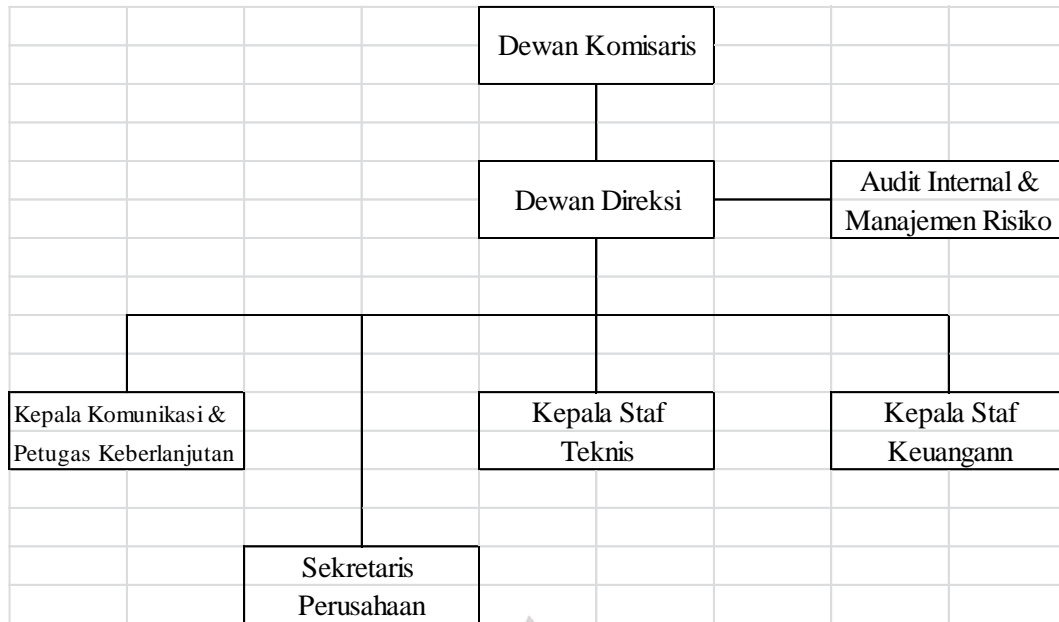 Dewan Komisaris
Dewan Direksi
Audit Internal &
Manajemen Risiko
Kepala Komunikasi &
Petugas Keberlanjutan
Kepala Staf
Teknis
Kepala Staf
Keuangann
Sekretaris
Perusahaan